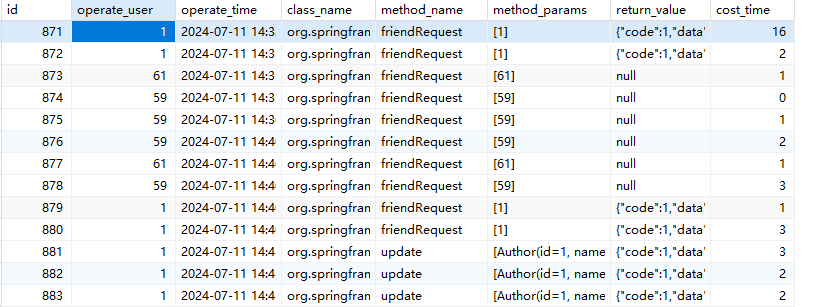 id operate_user operate_time class_name method_name method_params return_value cost_time
871 1 2024-07-11 14:3 org.springfran friendRequest [1] {"code":1,"data" 16
872 1 2024-07-11 14:3 org.springfran friendRequest [1] {"code":1,"data" 2
873 61 2024-07-11 14:3 org.springfran friendRequest [61] null 1
874 59 2024-07-11 14:3 org.springfran friendRequest [59] null 0
875 59 2024-07-11 14:3 org.springfran friendRequest [59] null 1
876 59 2024-07-11 14:4 org.springfran friendRequest [59] null 2
877 61 2024-07-11 14:4 org.springfran friendRequest [61] null 1
878 59 2024-07-11 14:4 org.springfran friendRequest [59] null 3
879 1 2024-07-11 14:4 org.springfran friendRequest [1] {"code":1,"data" 1
880 1 2024-07-11 14:4 org.springfran friendRequest [1] {"code":1,"data" 3
881 1 2024-07-11 14:4 org.springfran update [Author(id=1, name {"code":1,"data" 3
882 1 2024-07-11 14:4 org.springfran update [Author(id=1, name {"code":1,"data" 2
883 1 2024-07-11 14:4 org.springfran update [Author(id=1, name {"code":1,"data" 2